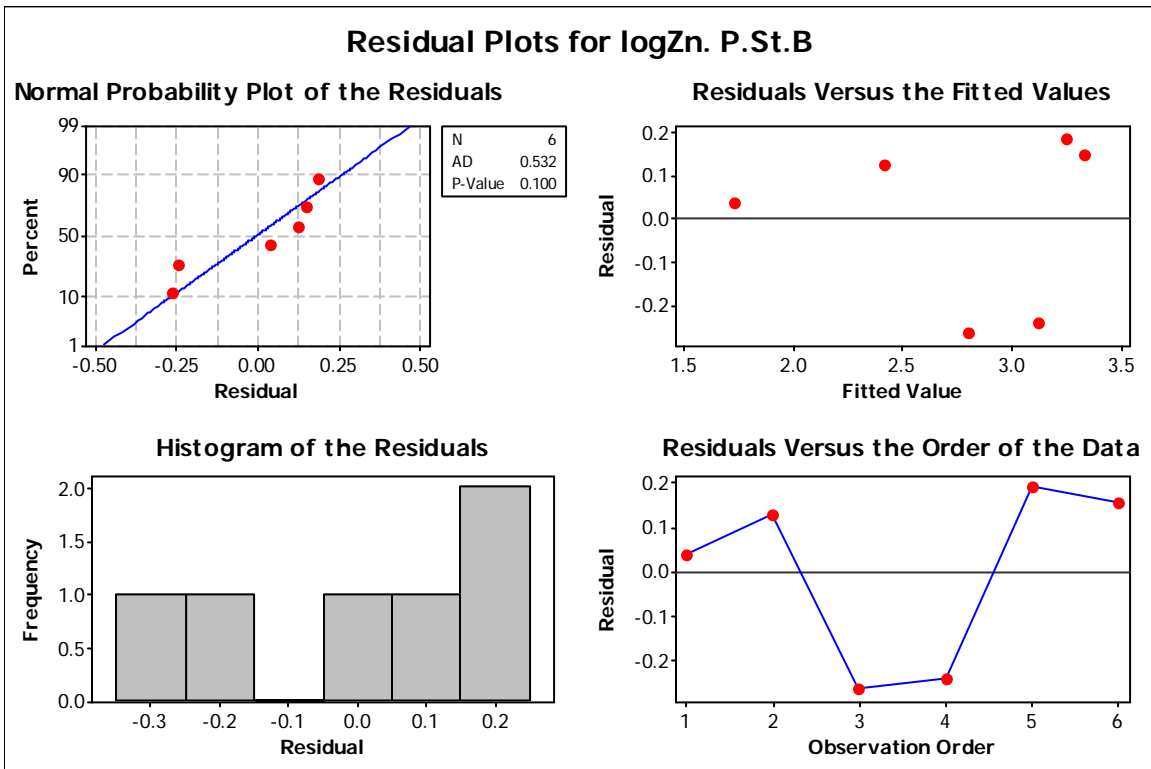 Residual Plots for logZn. P.St.B
Normal Probability Plot of the Residuals
99
90
50
10
1
Percent
-0.50 -0.25 0.00 0.25 0.50
Residual
N 6
AD 0.532
P-Value 0.100
Residuals Versus the Fitted Values
0.2
0.1
0.0
-0.1
-0.2
Residual
1.5 2.0 2.5 3.0 3.5
Fitted Value
Histogram of the Residuals
2.0
1.5
1.0
0.5
0.0
Frequency
-0.3 -0.2 -0.1 0.0 0.1 0.2
Residual
Residuals Versus the Order of the Data
0.2
0.1
0.0
-0.1
-0.2
Residual
1 2 3 4 5 6
Observation Order